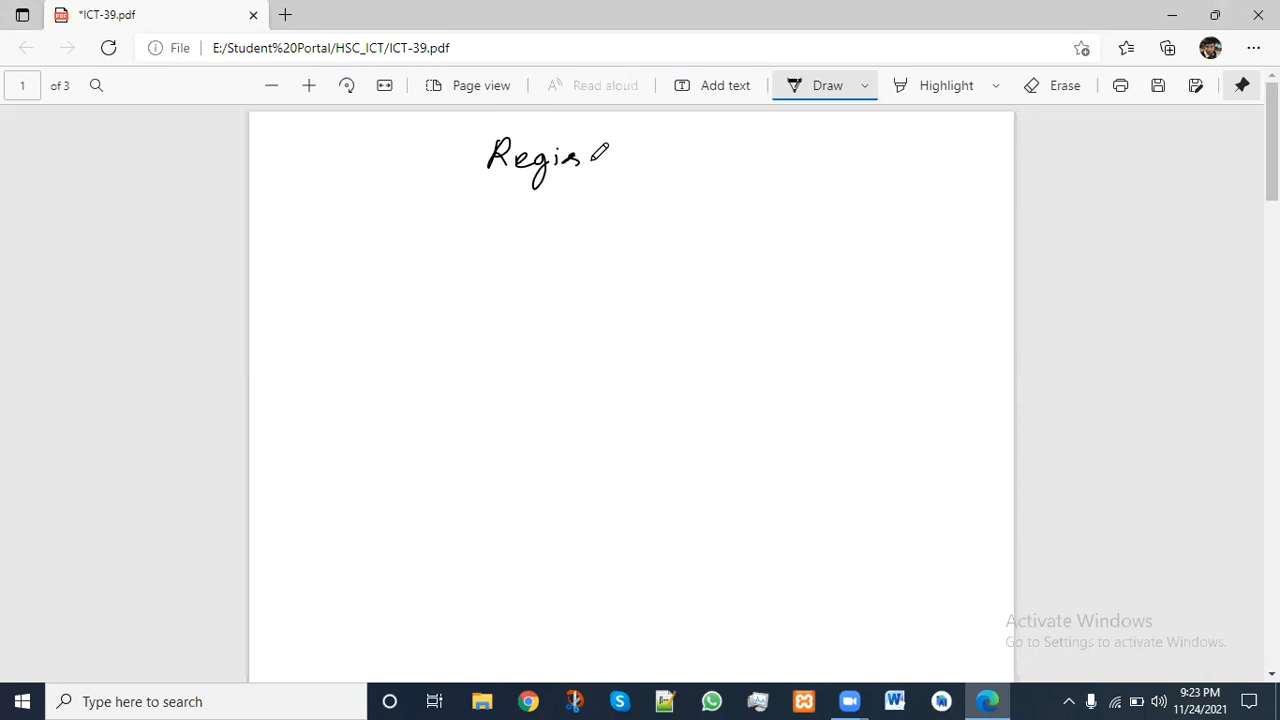 *ICT-39.pdf
File E:/Student%20Portal/HSC_ICT/ICT-39.pdf
1 of 3 Page view Read aloud Add text Draw Highlight Erase
Regis
Activate Windows
Go to Settings to activate Windows.
Type here to search
9:23 PM
11/24/2021